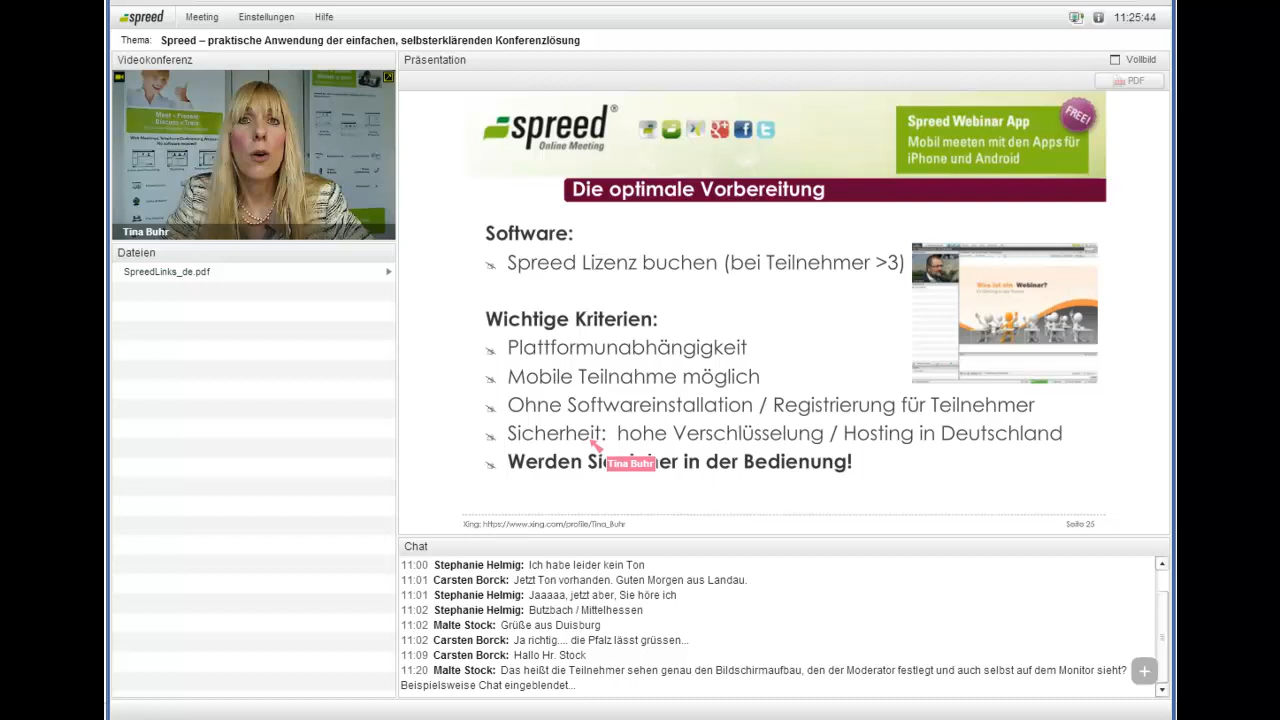 spreed Meeting Einstellungen Hilfe 11:25:44
Thema: Spreed – praktische Anwendung der einfachen, selbsterklärenden Konferenzlösung
Videokonferenz
Tina Buhr
Dateien
SpreedLinks_de.pdf
Präsentation Vollbild
PDF
spreed®
Online Meeting
Spreed Webinar App
Mobil meeten mit den Apps für
iPhone und Android
FREE!
Die optimale Vorbereitung
Software:
Spreed Lizenz buchen (bei Teilnehmer >3)
Wichtige Kriterien:
Plattformunabhängigkeit
Mobile Teilnahme möglich
Ohne Softwareinstallation / Registrierung für Teilnehmer
Sicherheit: hohe Verschlüsselung / Hosting in Deutschland
Werden in der Bedienung!
Tina Buhr
Was ist ein Webinar?
Xing: https://www.xing.com/profile/Tina_Buhr Seite 25
Chat
11:00 Stephanie Helmig: Ich habe leider kein Ton
11:01 Carsten Borck: Jetzt Ton vorhanden. Guten Morgen aus Landau.
11:01 Stephanie Helmig: Jaaaaa, jetzt aber, Sie höre ich
11:02 Stephanie Helmig: Butzbach / Mittelhessen
11:02 Malte Stock: Grüße aus Duisburg
11:02 Carsten Borck: Ja richtig.... die Pfalz lässt grüssen...
11:09 Carsten Borck: Hallo Hr. Stock
11:20 Malte Stock: Das heißt die Teilnehmer sehen genau den Bildschirmaufbau, den der Moderator festlegt und auch selbst auf dem Monitor sieht?
Beispielsweise Chat eingeblendet...